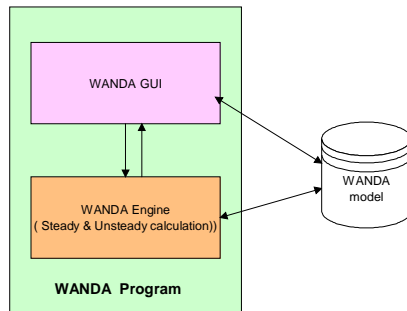 WANDA GUI
WANDA Engine
( Steady & Unsteady calculation))
WANDA Program
WANDA
model